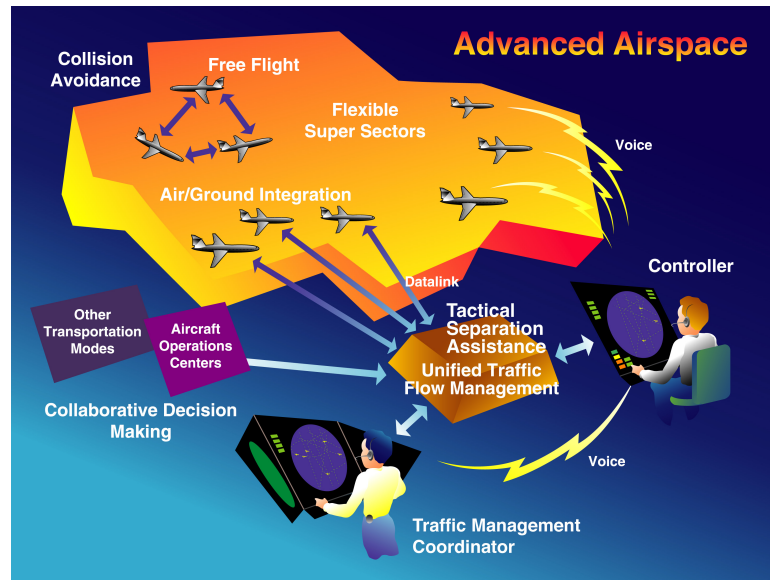 Advanced Airspace
Collision
Avoidance
Free Flight
Flexible
Super Sectors
Voice
Air/Ground Integration
Controller
Datalink
Other
Transportation
Modes
Aircraft
Operations
Centers
Tactical
Separation
Assistance
Unified Traffic
Flow Management
Collaborative Decision
Making
Voice
Traffic Management
Coordinator